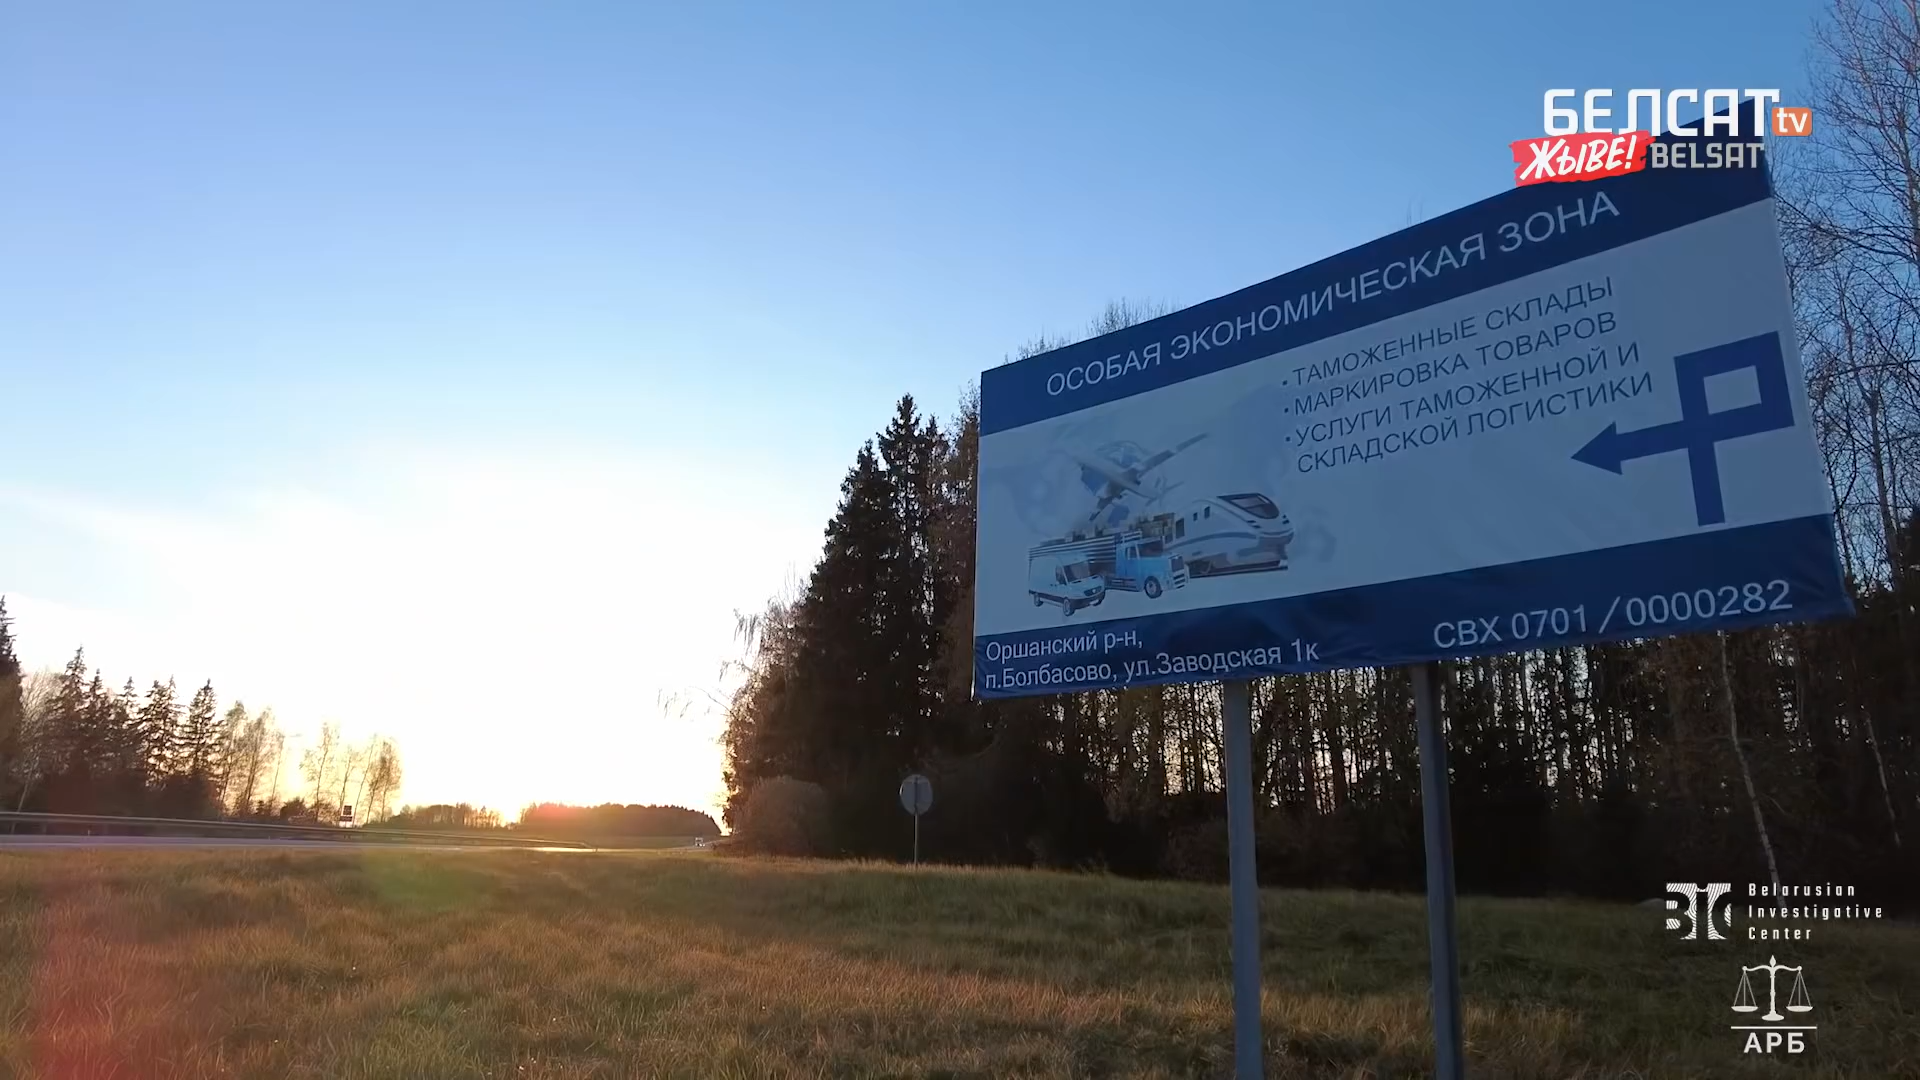 БЕЛСАТ tv
ЖЫВЕ! BELSAT
ОСОБАЯ ЭКОНОМИЧЕСКАЯ ЗОНА
• ТАМОЖЕННЫЕ СКЛАДЫ
• МАРКИРОВКА ТОВАРОВ
• УСЛУГИ ТАМОЖЕННОЙ И
СКЛАДСКОЙ ЛОГИСТИКИ
Оршанский р-н,
п.Болбасово, ул.Заводская 1к
СВХ 0701/0000282
Belarusian
Investigative
Center
АРБ